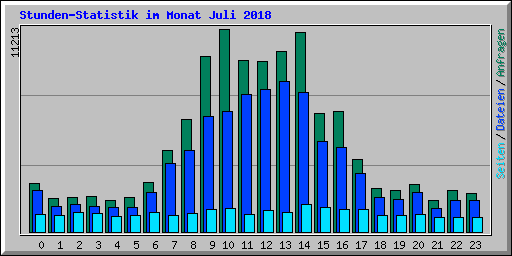 Stunden-Statistik im Monat Juli 2018
11213
Seiten / Dateien / Anfragen
0 1 2 3 4 5 6 7 8 9 10 11 12 13 14 15 16 17 18 19 20 21 22 23